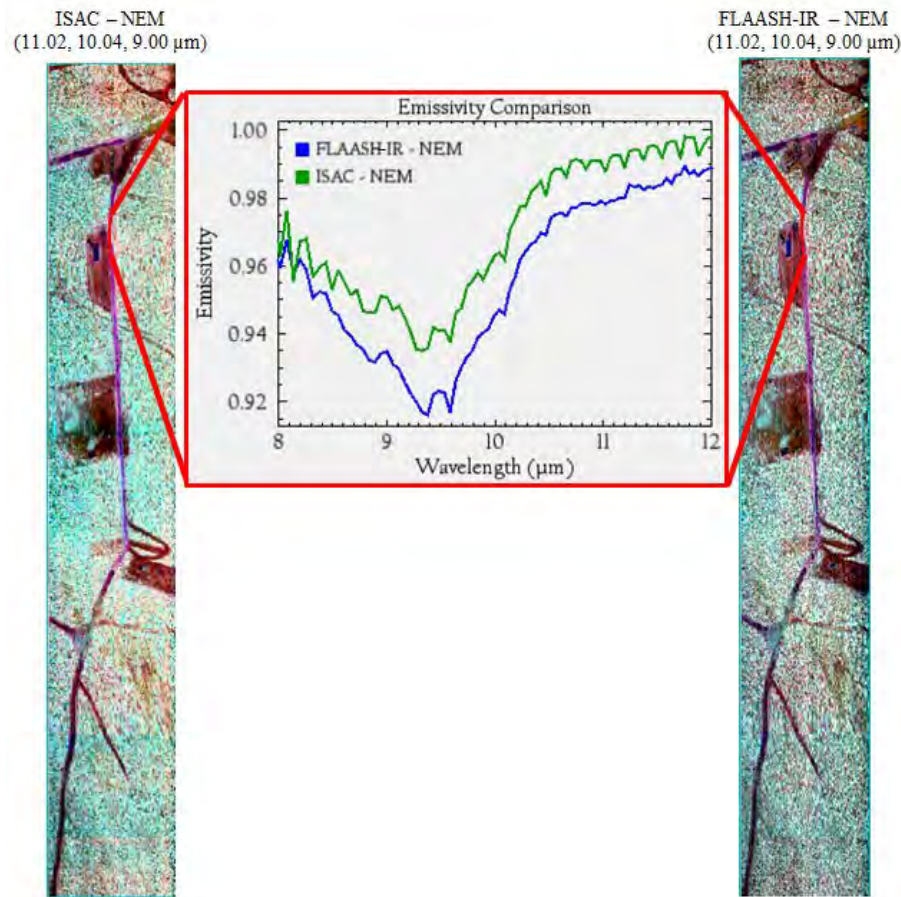 ISAC – NEM
(11.02, 10.04, 9.00 µm)
FLAASH-IR – NEM
(11.02, 10.04, 9.00 µm)
Emissivity Comparison
FLAASH-IR - NEM
ISAC - NEM
Emissivity
1.00
0.98
0.96
0.94
0.92
8 9 10 11 12
Wavelength (µm)